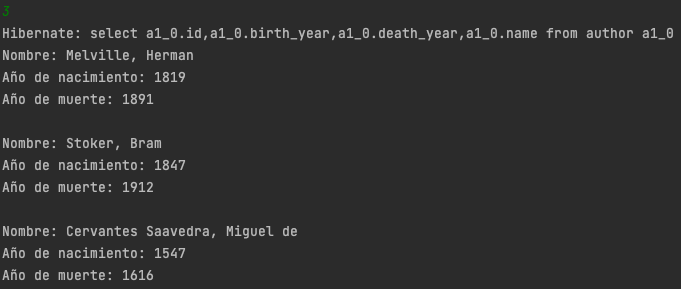 3
Hibernate: select a1_0.id,a1_0.birth_year,a1_0.death_year,a1_0.name from author a1_0
Nombre: Melville, Herman
Año de nacimiento: 1819
Año de muerte: 1891
Nombre: Stoker, Bram
Año de nacimiento: 1847
Año de muerte: 1912
Nombre: Cervantes Saavedra, Miguel de
Año de nacimiento: 1547
Año de muerte: 1616